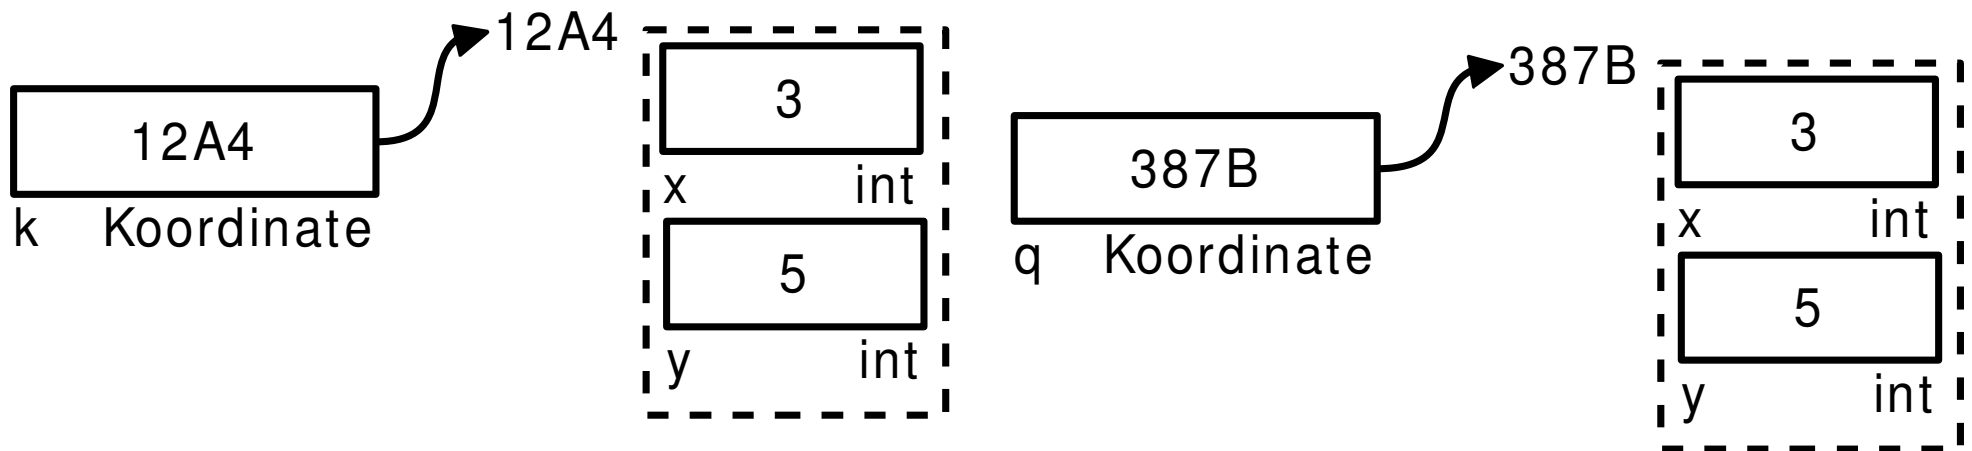 12A4
12A4
k Koordinate
3
x int
5
y int
387B
387B
q Koordinate
3
x int
5
y int